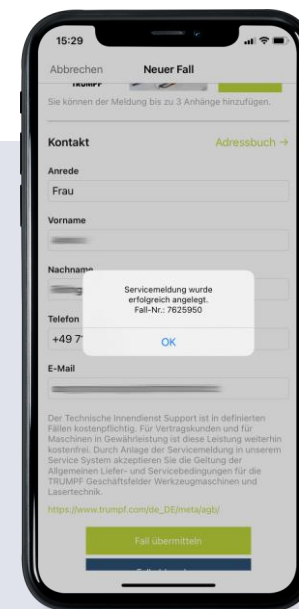 15:29
Abbrechen
Neuer Fall
TRUMPF
Sie können der Meldung bis zu 3 Anhänge hinzufügen.
Kontakt
Adressbuch →
Anrede
Frau
Vorname
Nachname
Servicemeldung wurde
erfolgreich angelegt.
Fall-Nr.: 7625950
OK
Telefon
+49 7
E-Mail
Der Technische Innendienst Support ist in definierten
Fällen kostenpflichtig. Für Vertragskunden und für
Maschinen in Gewährleistung ist diese Leistung weiterhin
kostenfrei. Durch Anlage der Servicemeldung in unserem
Service System akzeptieren Sie die Geltung der
Allgemeinen Liefer- und Servicebedingungen für die
TRUMPF Geschäftsfelder Werkzeugmaschinen und
Lasertechnik.
https://www.trumpf.com/de_DE/meta/agb/
Fall übermitteln